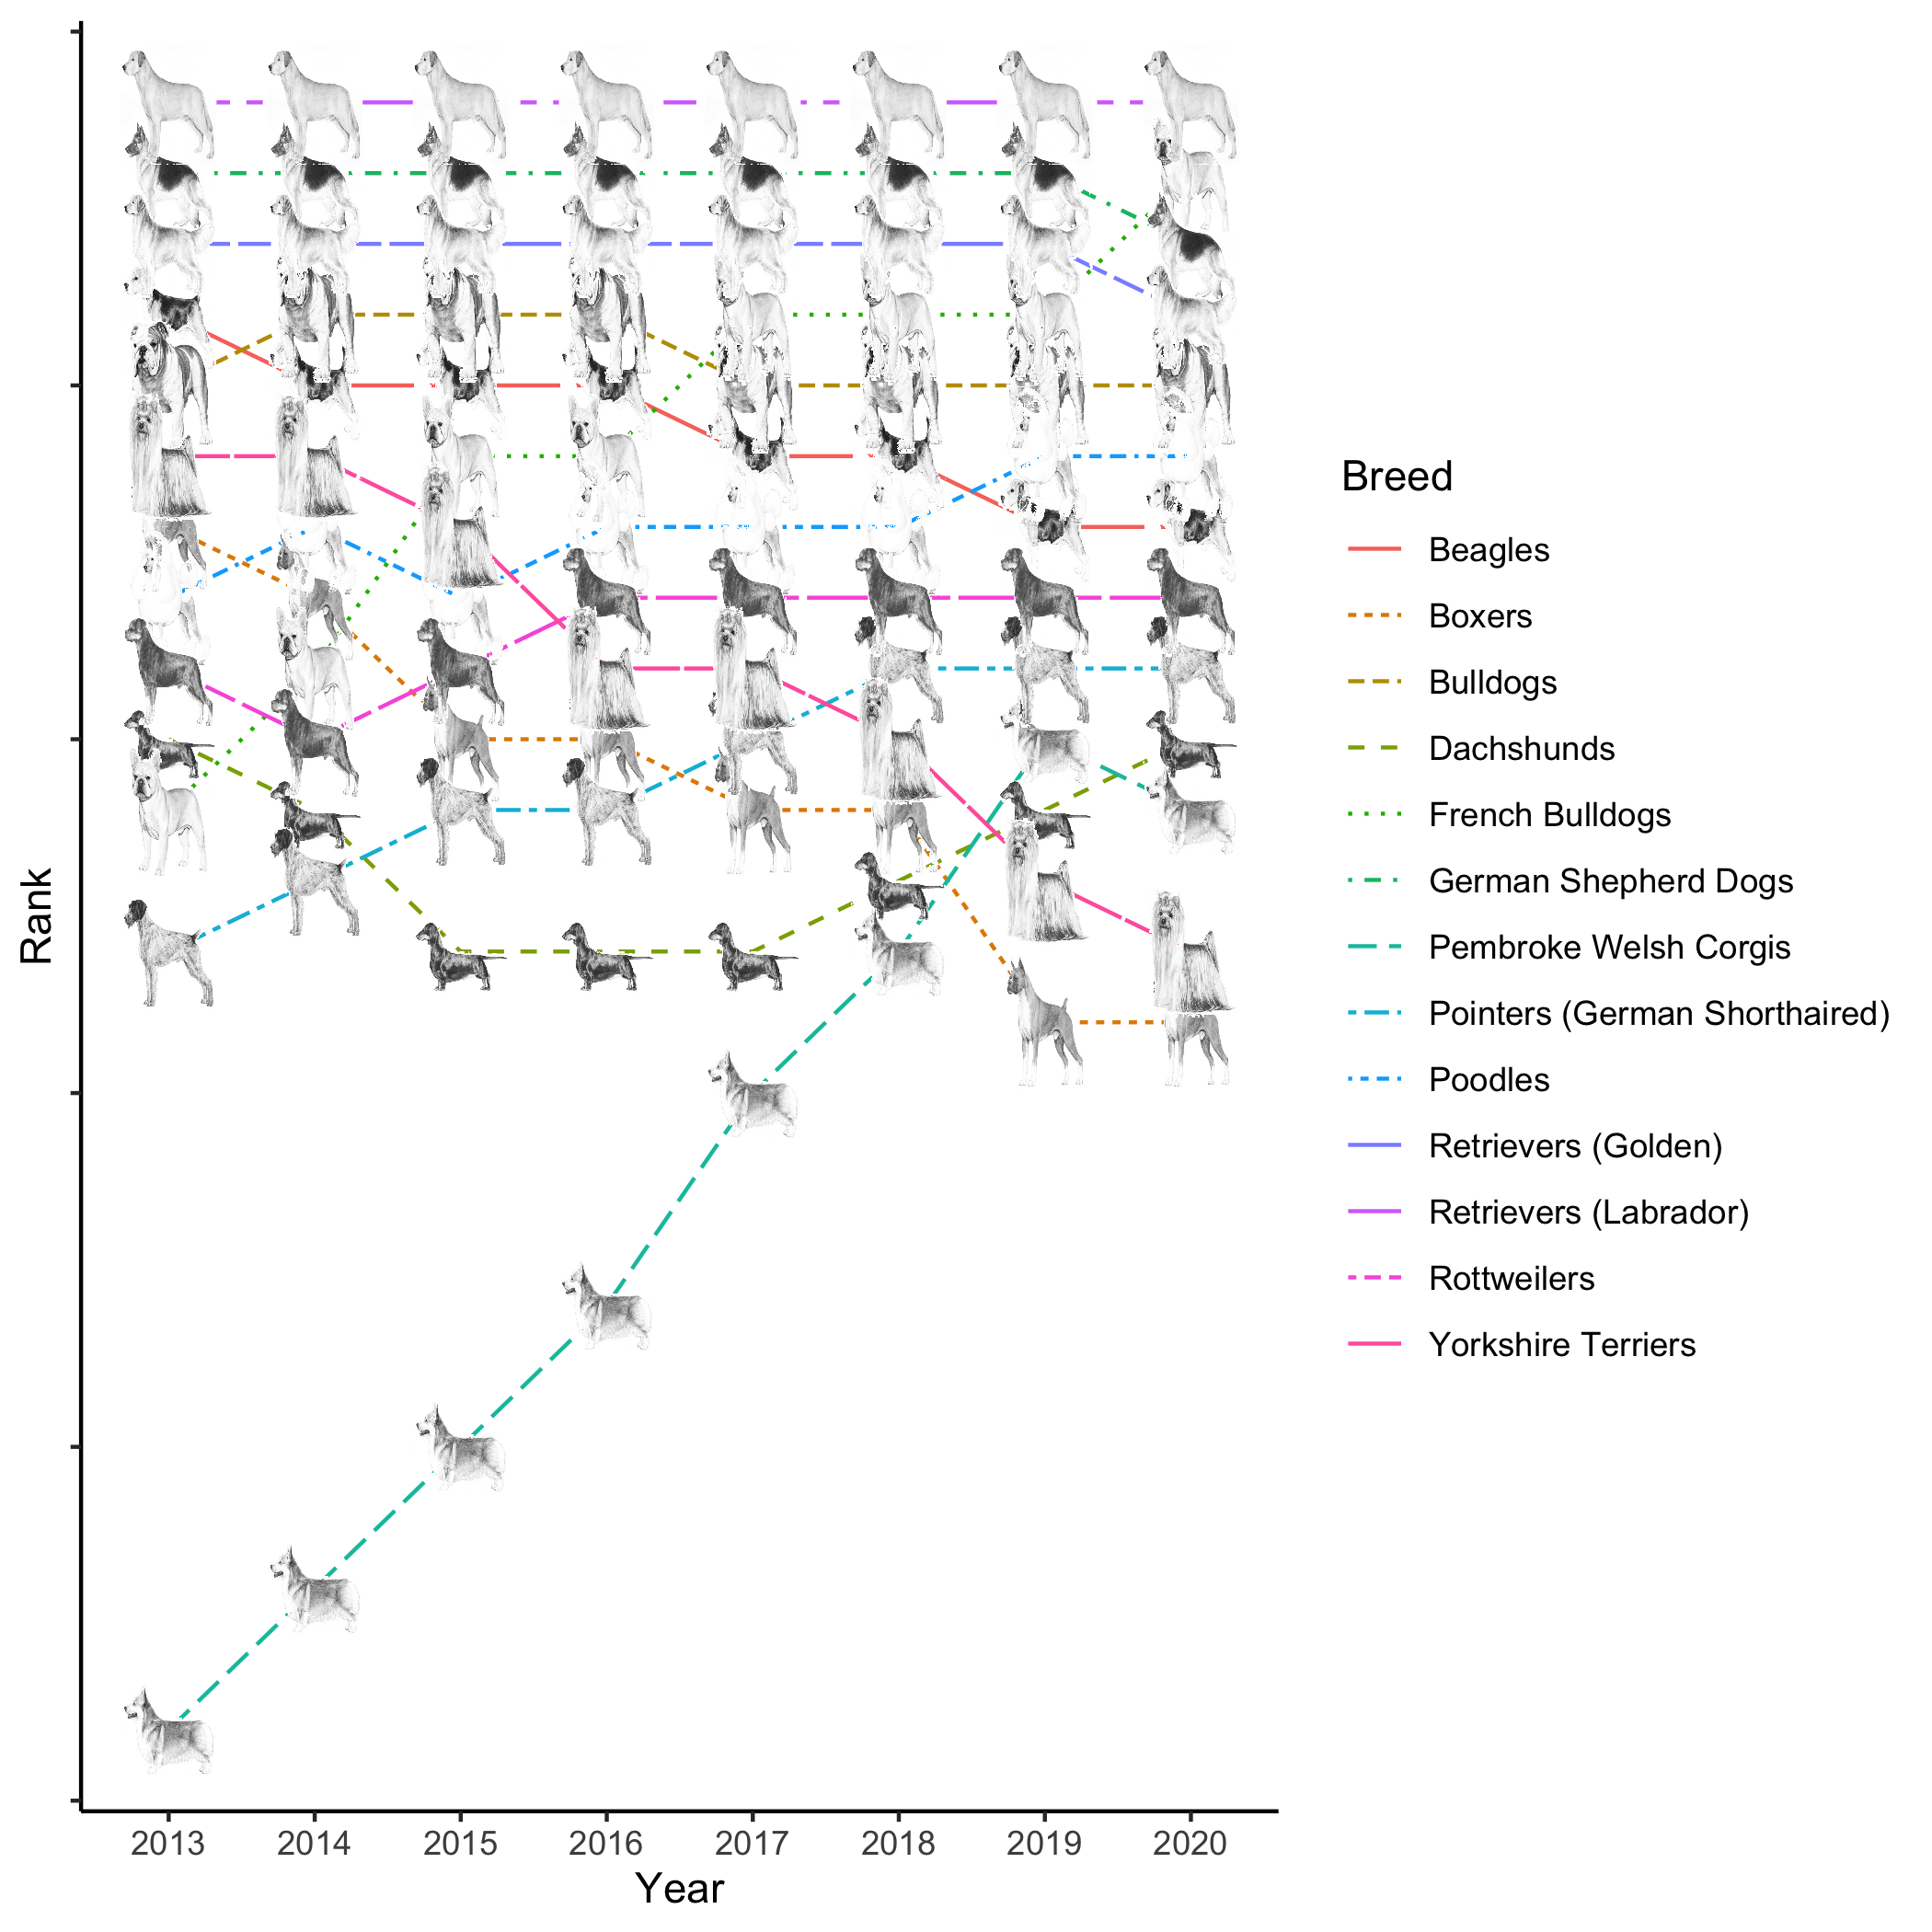 Rank
2013 2014 2015 2016 2017 2018 2019 2020
Year
Breed
Beagles
Boxers
Bulldogs
Dachshunds
French Bulldogs
German Shepherd Dogs
Pembroke Welsh Corgis
Pointers (German Shorthaired)
Poodles
Retrievers (Golden)
Retrievers (Labrador)
Rottweilers
Yorkshire Terriers